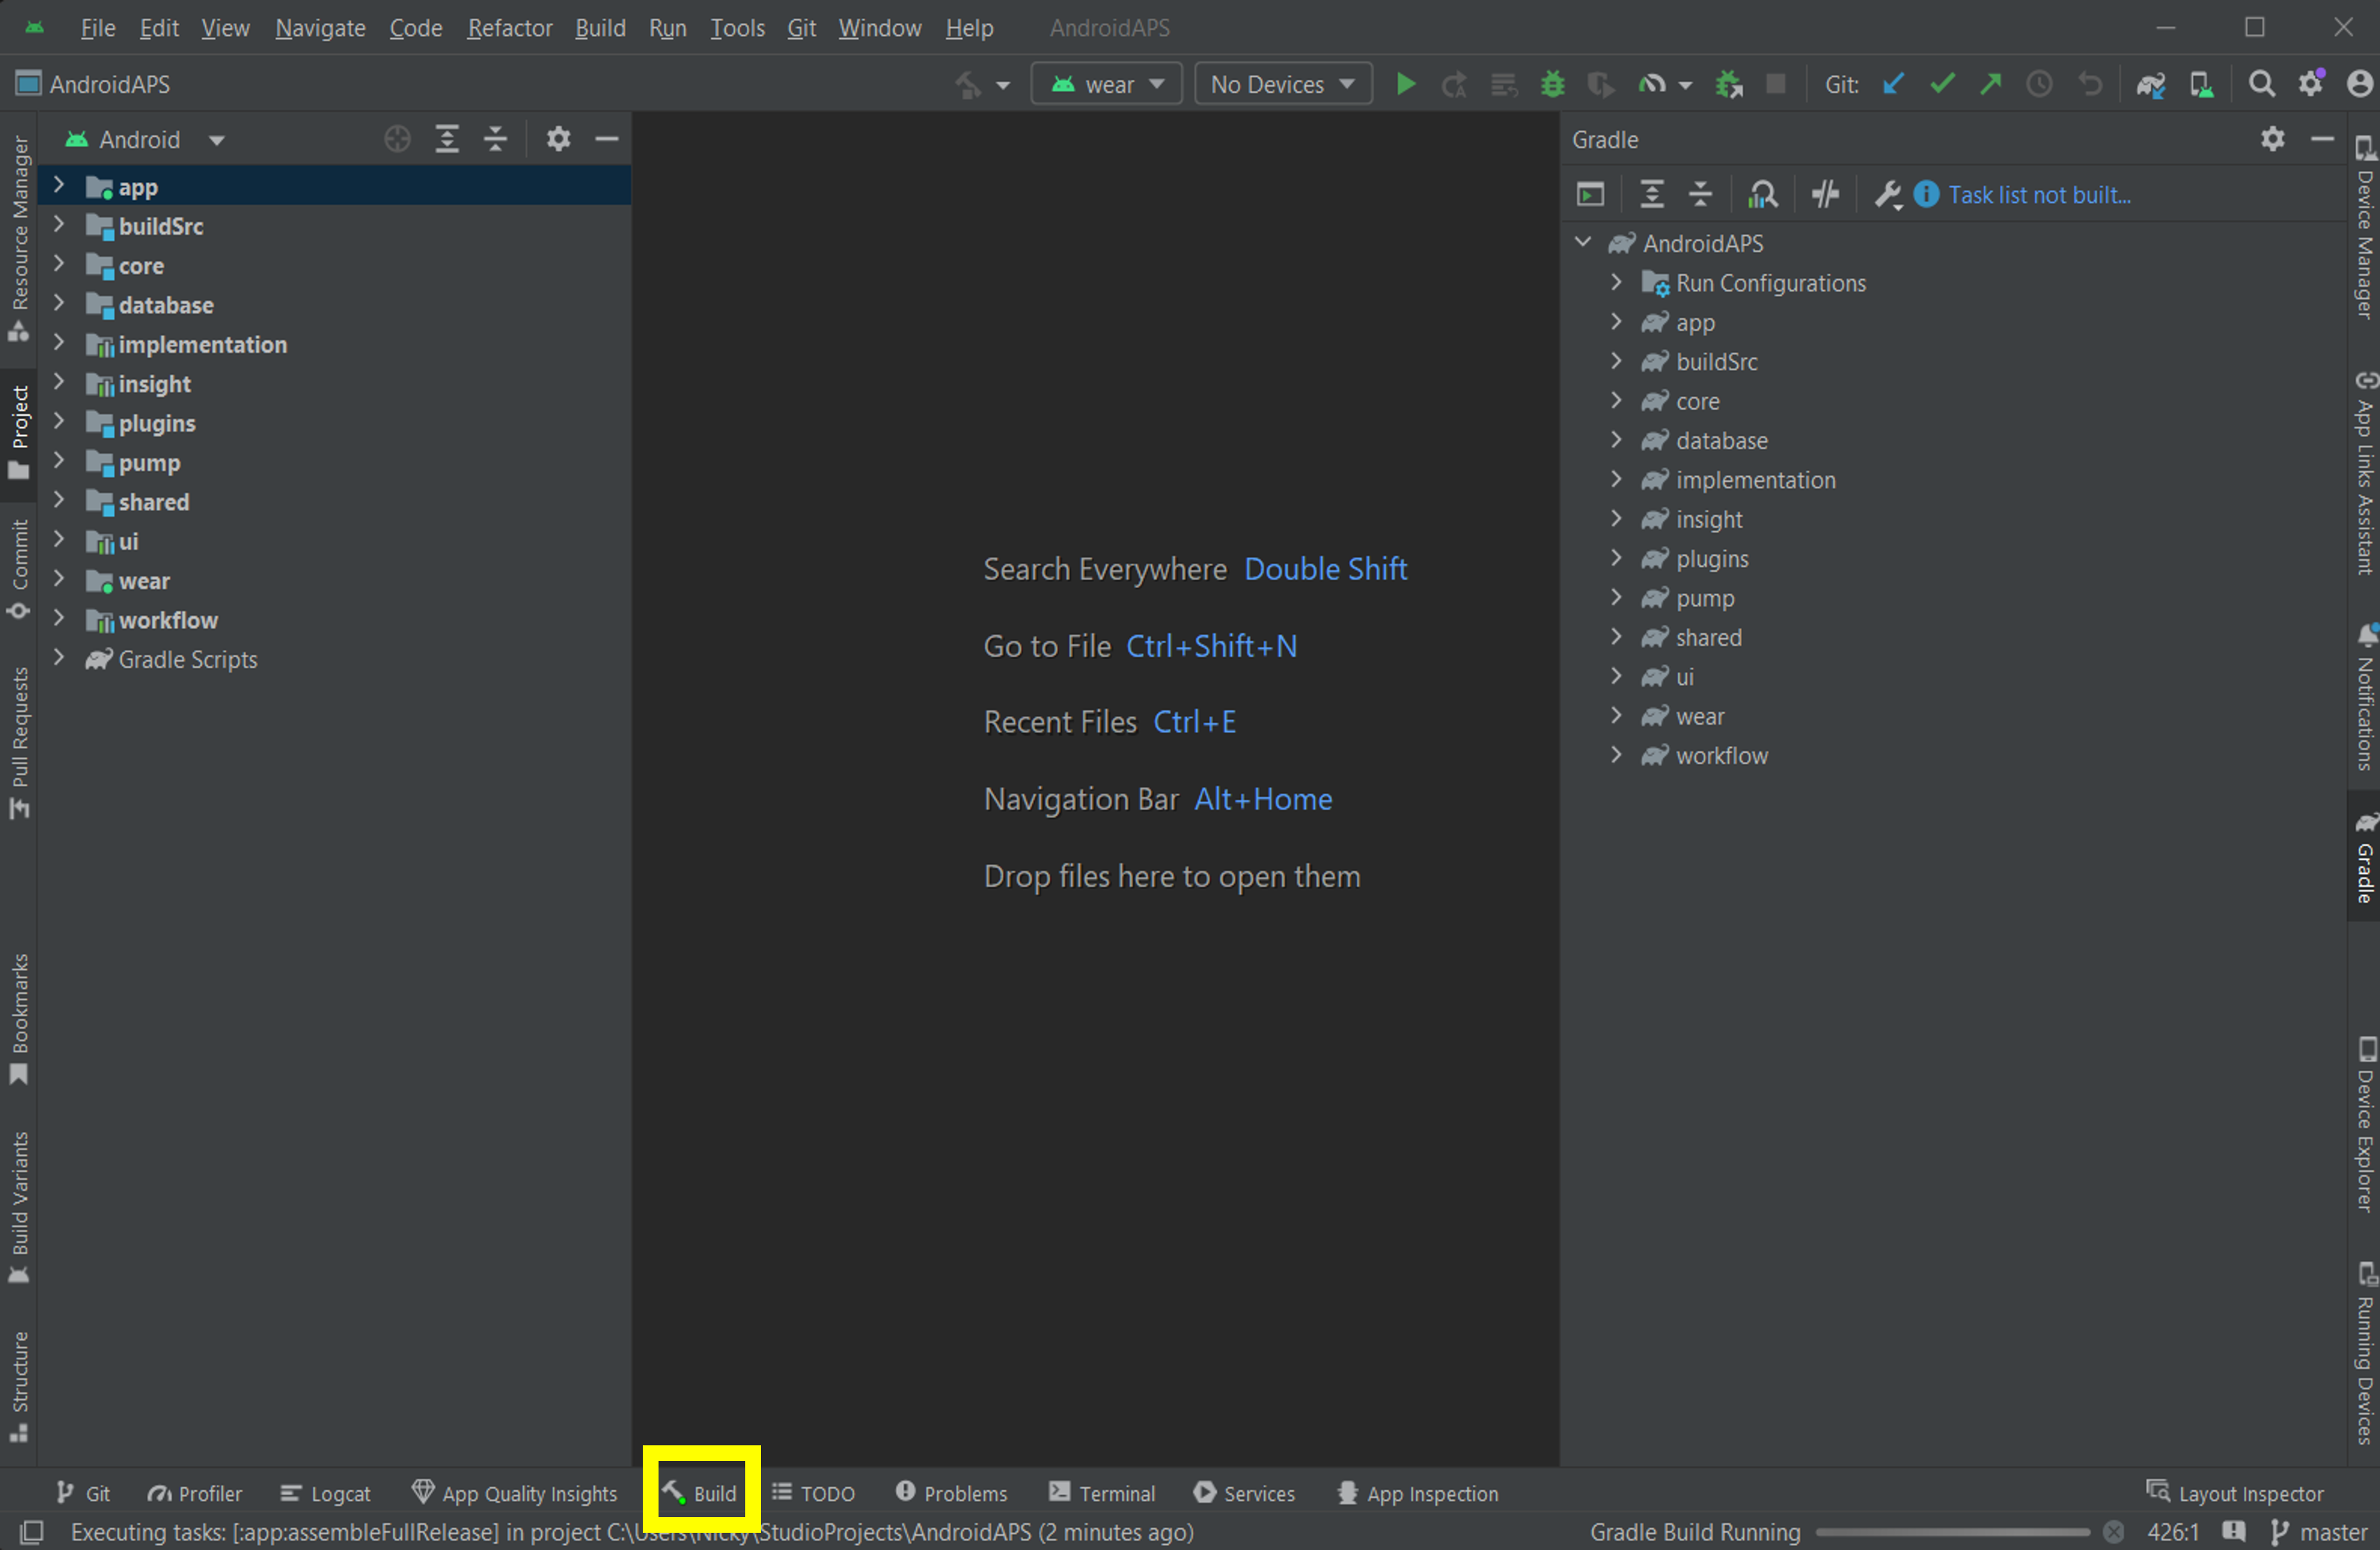 File Edit View Navigate Code Refactor Build Run Tools Git Window Help AndroidAPS
AndroidAPS wear No Devices Git:
Android
app
buildSrc
core
database
implementation
insight
plugins
pump
shared
ui
wear
workflow
Gradle Scripts
Resource Manager
Project
Commit
Pull Requests
Bookmarks
Build Variants
Structure
Search Everywhere Double Shift
Go to File Ctrl+Shift+N
Recent Files Ctrl+E
Navigation Bar Alt+Home
Drop files here to open them
Gradle
Task list not built...
AndroidAPS
Run Configurations
app
buildSrc
core
database
implementation
insight
plugins
pump
shared
ui
wear
workflow
Device Manager
App Links Assistant
Notifications
Gradle
Device Explorer
Running Devices
Git Profiler Logcat App Quality Insights Build TODO Problems Terminal Services App Inspection Layout Inspector
Executing tasks: [:app:assembleFullRelease] in project C:\Users\Nicky\StudioProjects\AndroidAPS (2 minutes ago) Gradle Build Running 426:1 master